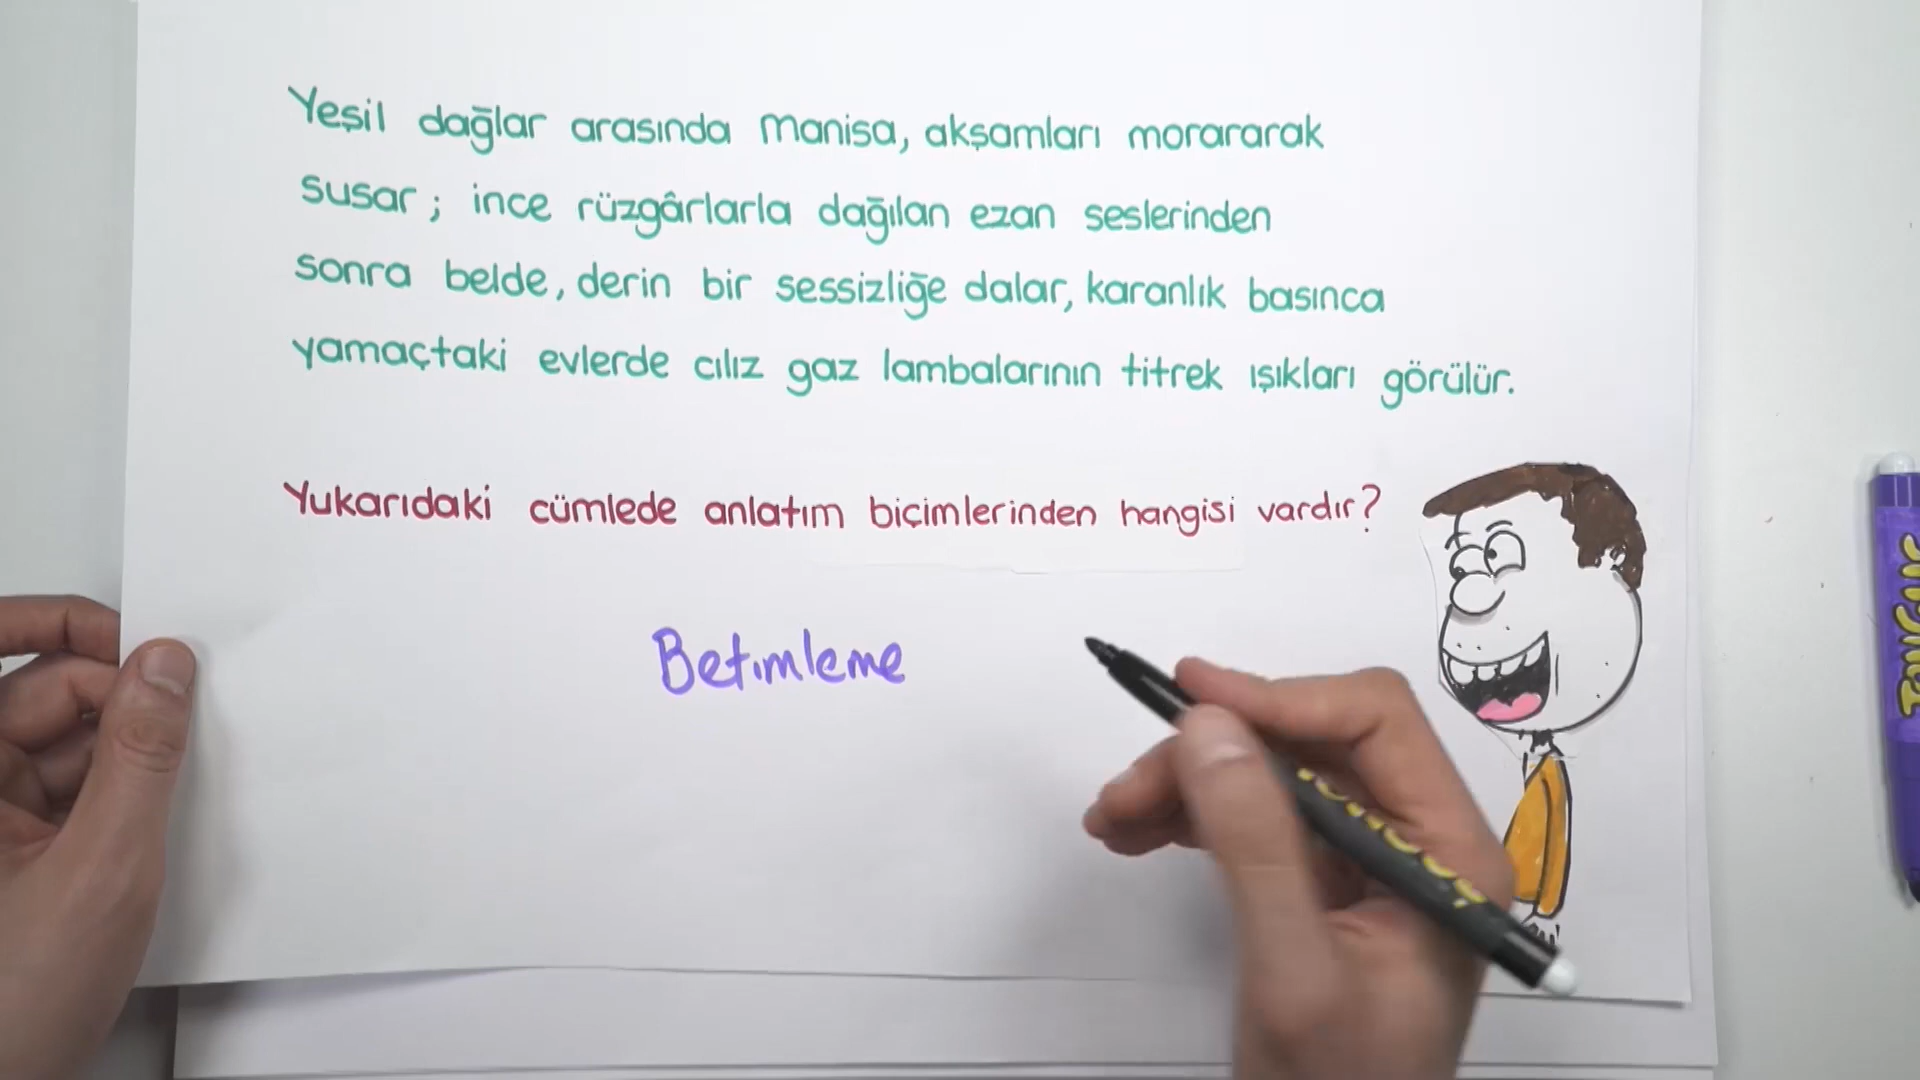 Yeşil dağlar arasında Manisa, akşamları morararak
susar; ince rüzgârlarla dağılan ezan seslerinden
sonra belde, derin bir sessizliğe dalar, karanlık basınca
yamaçtaki evlerde cılız gaz lambalarının titrek ışıkları görülür.
Yukarıdaki cümlede anlatım biçimlerinden hangisi vardır?
Betimleme